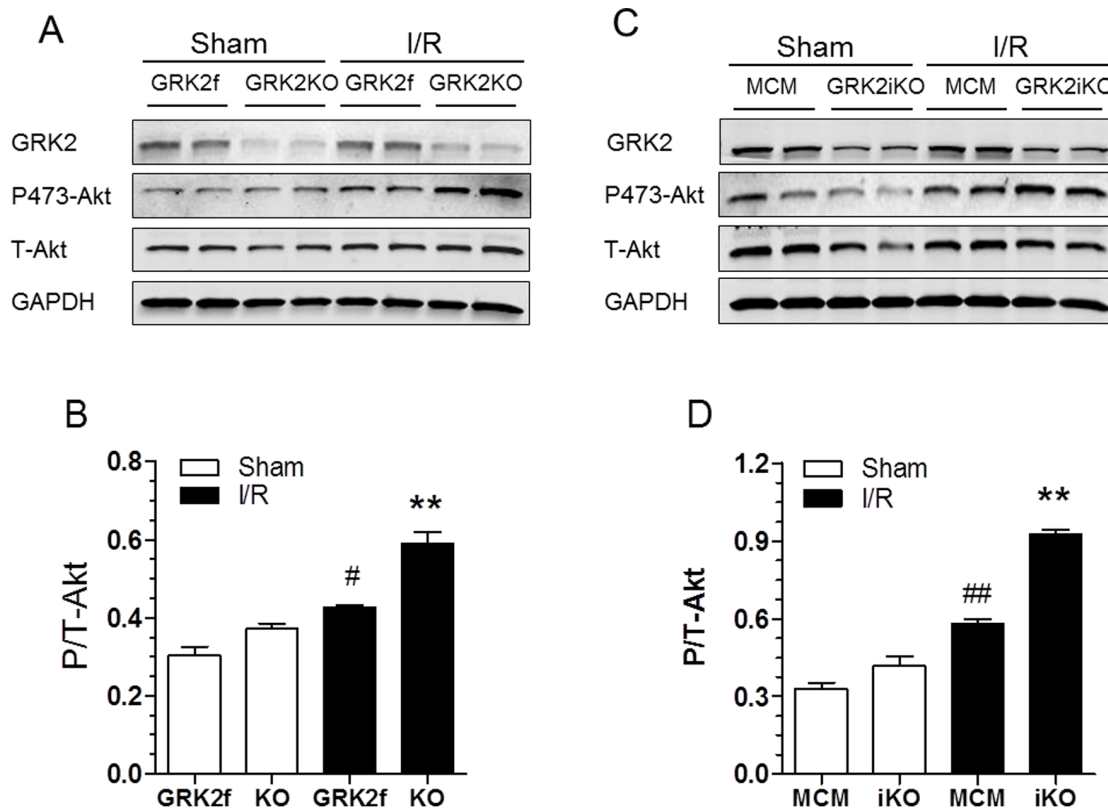 A
Sham I/R
GRK2f GRK2KO GRK2f GRK2KO
GRK2
P473-Akt
T-Akt
GAPDH
C
Sham I/R
MCM GRK2iKO MCM GRK2iKO
GRK2
P473-Akt
T-Akt
GAPDH
B
P/T-Akt
0.8
0.6
0.4
0.2
0.0
Sham
I/R
#
**
GRK2f KO GRK2f KO
D
P/T-Akt
1.2
0.9
0.6
0.3
0.0
Sham
I/R
##
**
MCM iKO MCM iKO